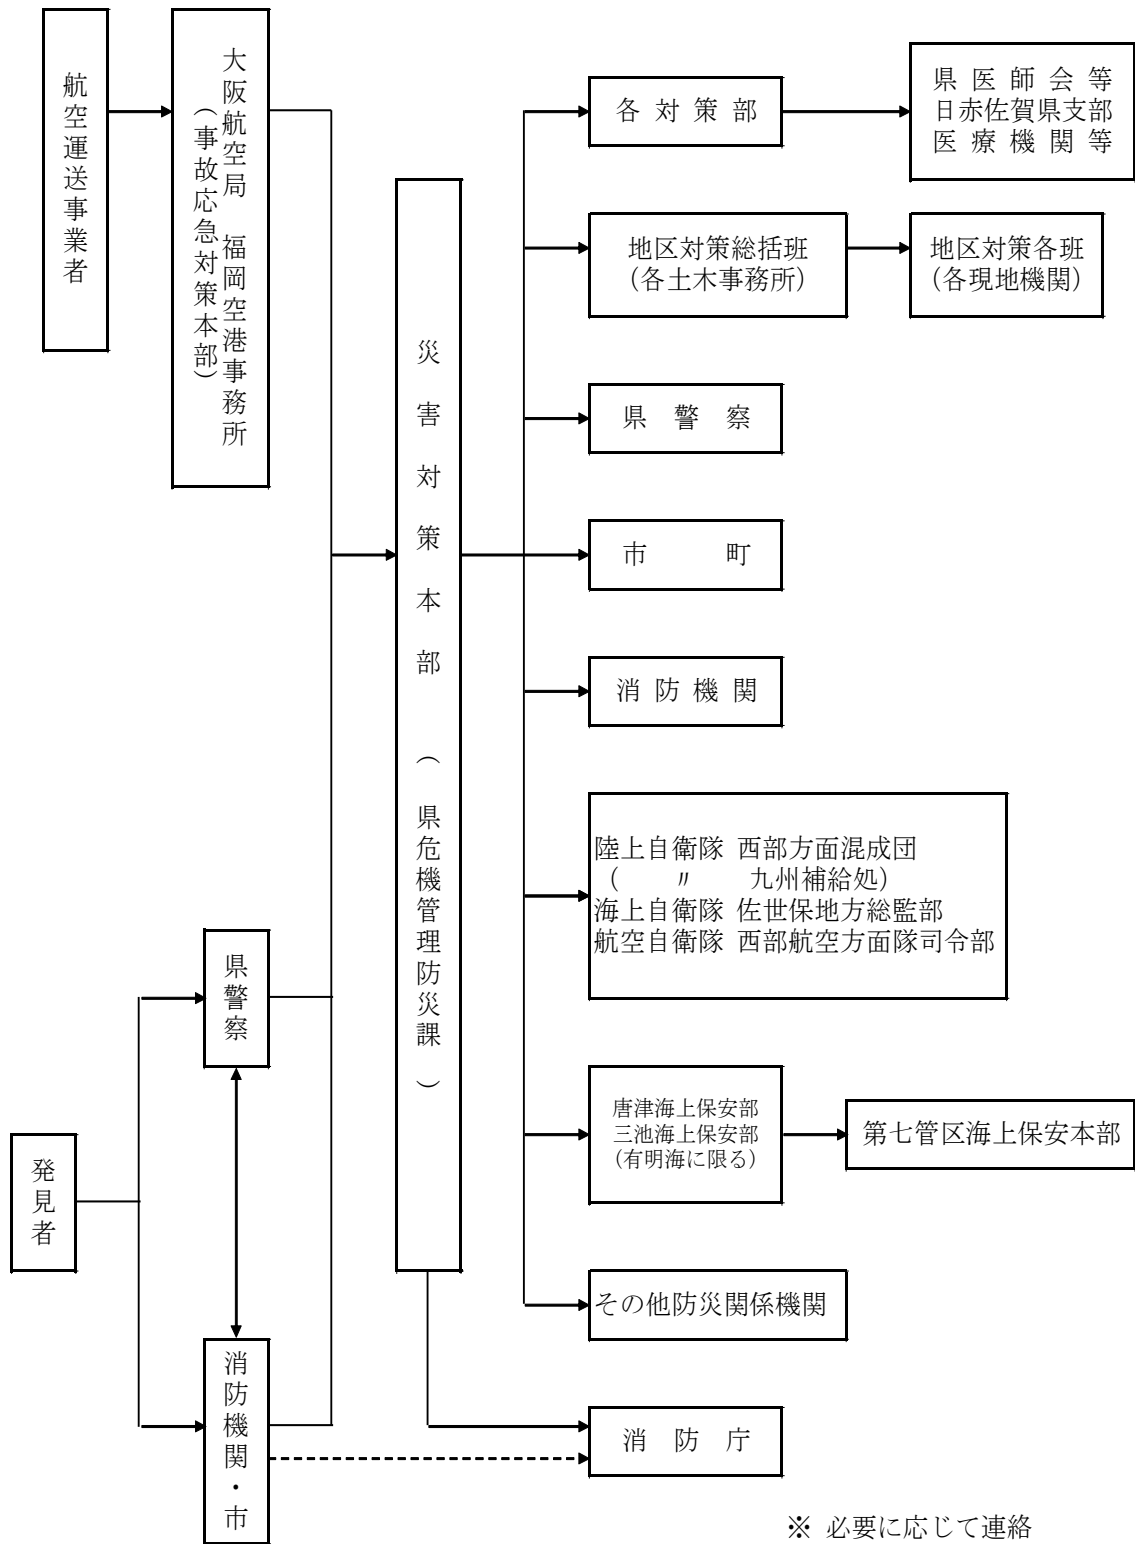 航空運送事業者
大阪航空局　福岡空港事務所
（事故応急対策本部）
災害対策本部　（県危機管理防災課）
県警察
発見者
消防機関・市
各対策部
県医師会等
日赤佐賀県支部
医療機関等
地区対策総括班
（各土木事務所）
地区対策各班
（各現地機関）
県警察
市　町
消防機関
陸上自衛隊 西部方面混成団
（　〃　九州補給処）
海上自衛隊 佐世保地方総監部
航空自衛隊 西部航空方面隊司令部
唐津海上保安部
三池海上保安部
（有明海に限る）
第七管区海上保安本部
その他防災関係機関
消防庁
※ 必要に応じて連絡